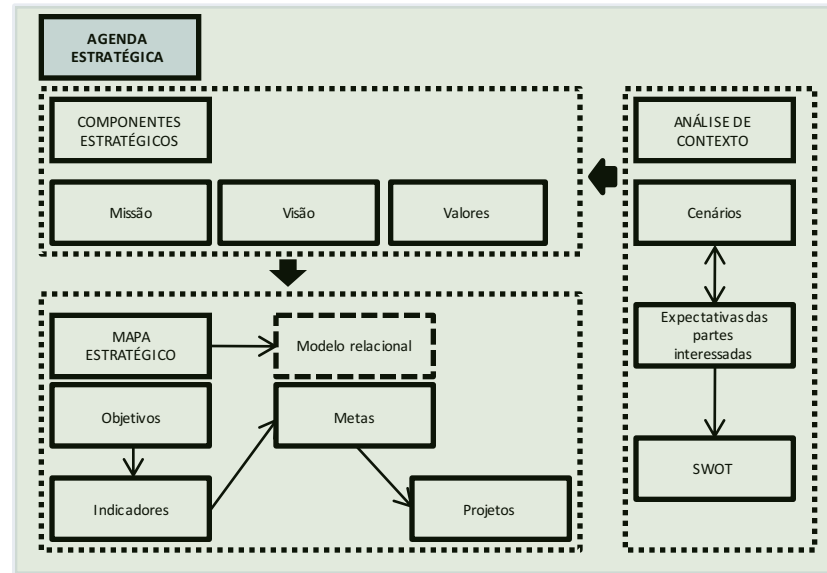 AGENDA
ESTRATÉGICA
COMPONENTES
ESTRATÉGICOS
Missão
Visão
Valores
MAPA
ESTRATÉGICO
Modelo relacional
Objetivos
Metas
Indicadores
Projetos
ANÁLISE DE
CONTEXTO
Cenários
Expectativas das
partes
interessadas
SWOT